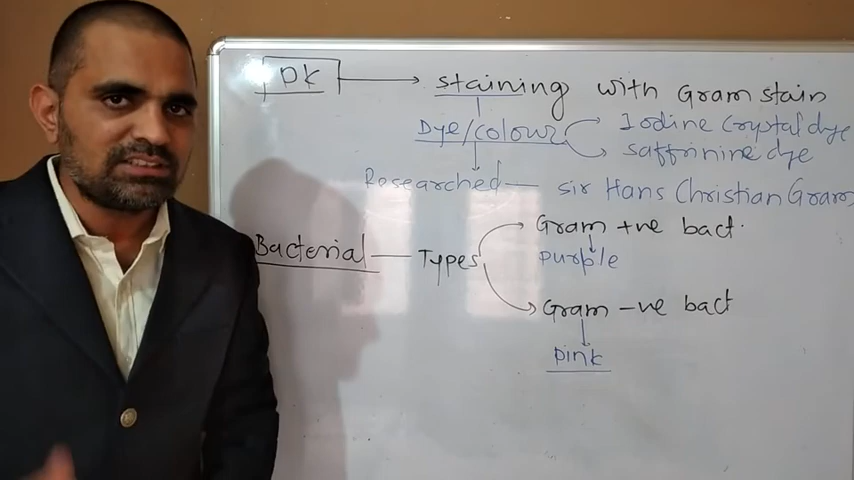 PK staining with Gram stain
Dye/colour Iodine Crystal dye
saffrinine dye
Researched — sir Hans Christian Gram
Bacterial — Types Gram +ve bact.
purple
Gram -ve bact
pink